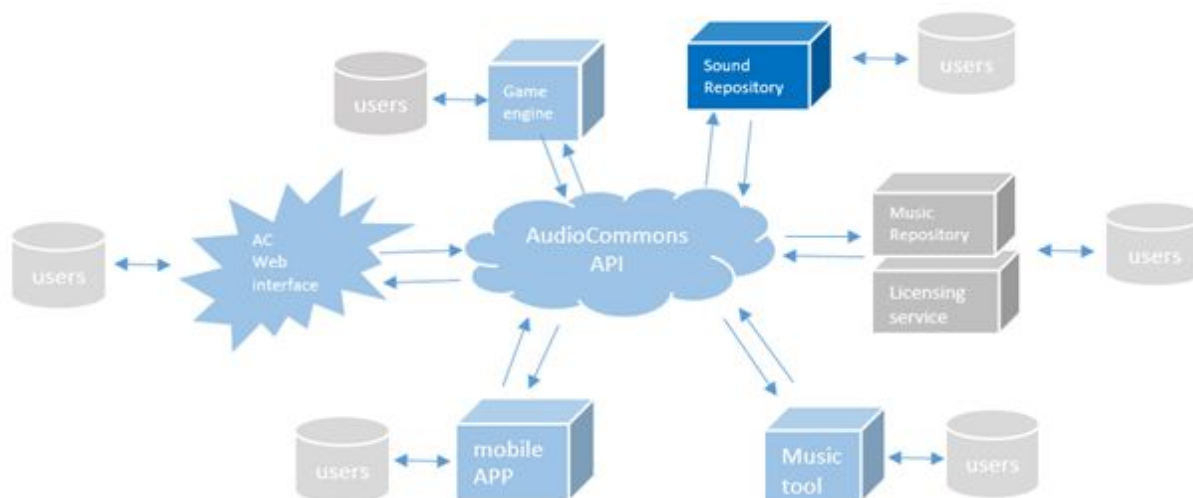 Sound
Repository
users
Game
engine
users
Music
Repository
AC
Web
interface
AudioCommons
API
users
users
Licensing
service
mobile
APP
users
Music
tool
users